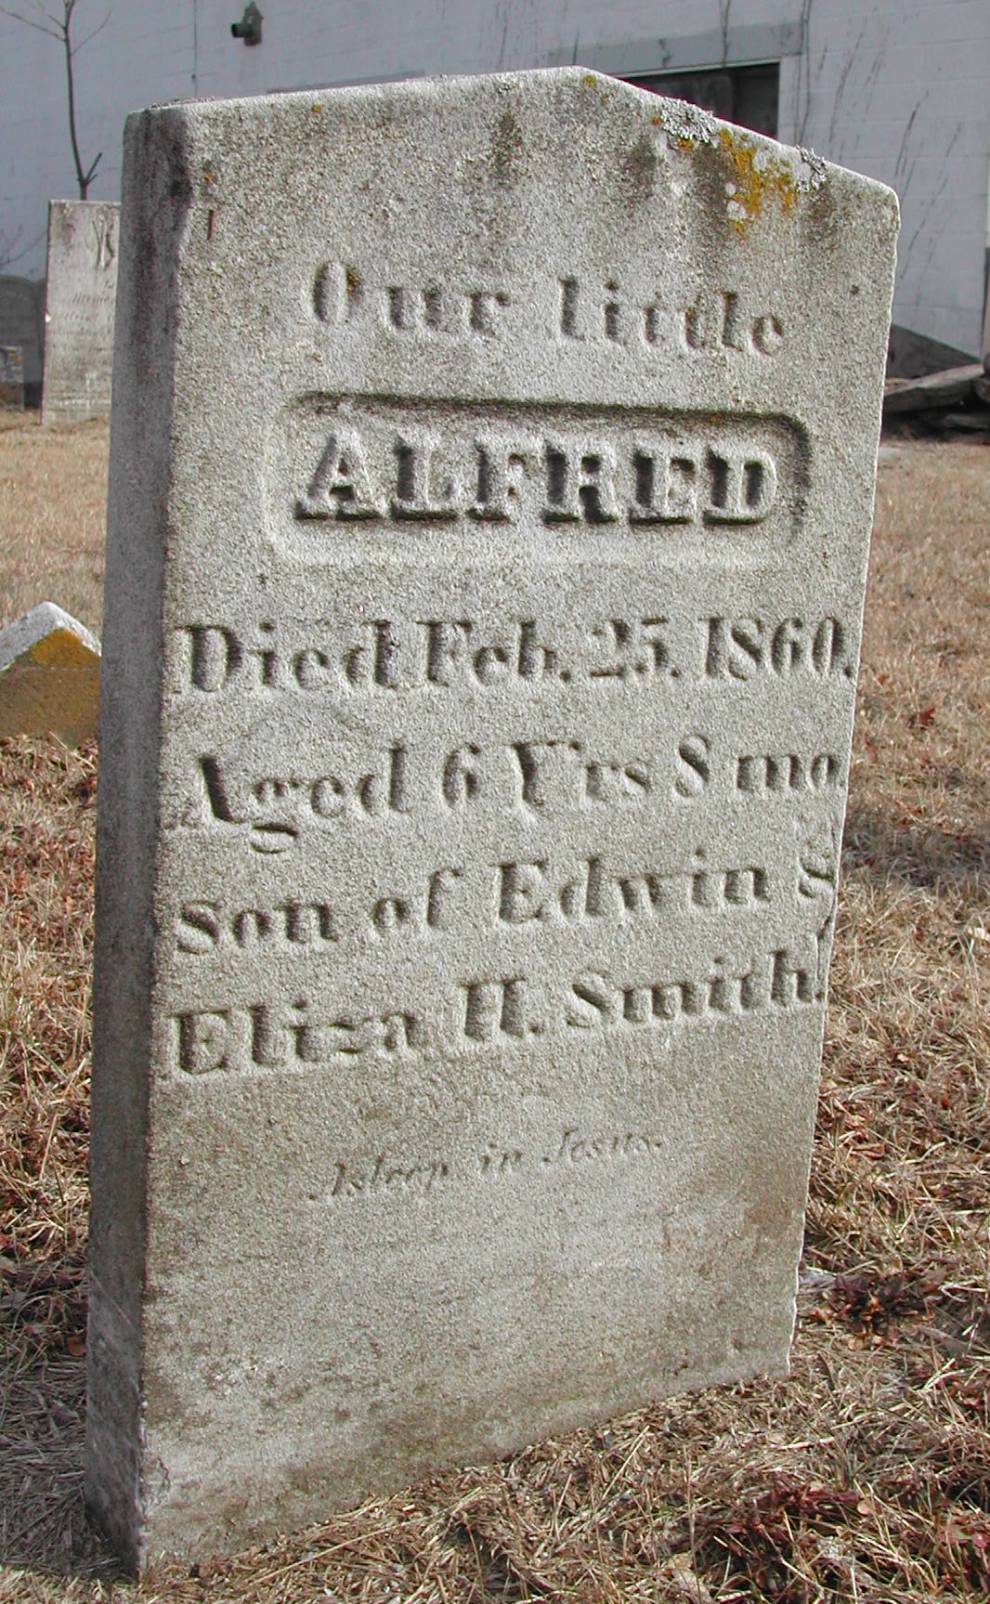 Our little
ALFRED
Died Feb. 25. 1860.
Aged 6 Yrs 8 mo
son of Edwin &
Eliza H. Smith.
Asleep in Jesus.